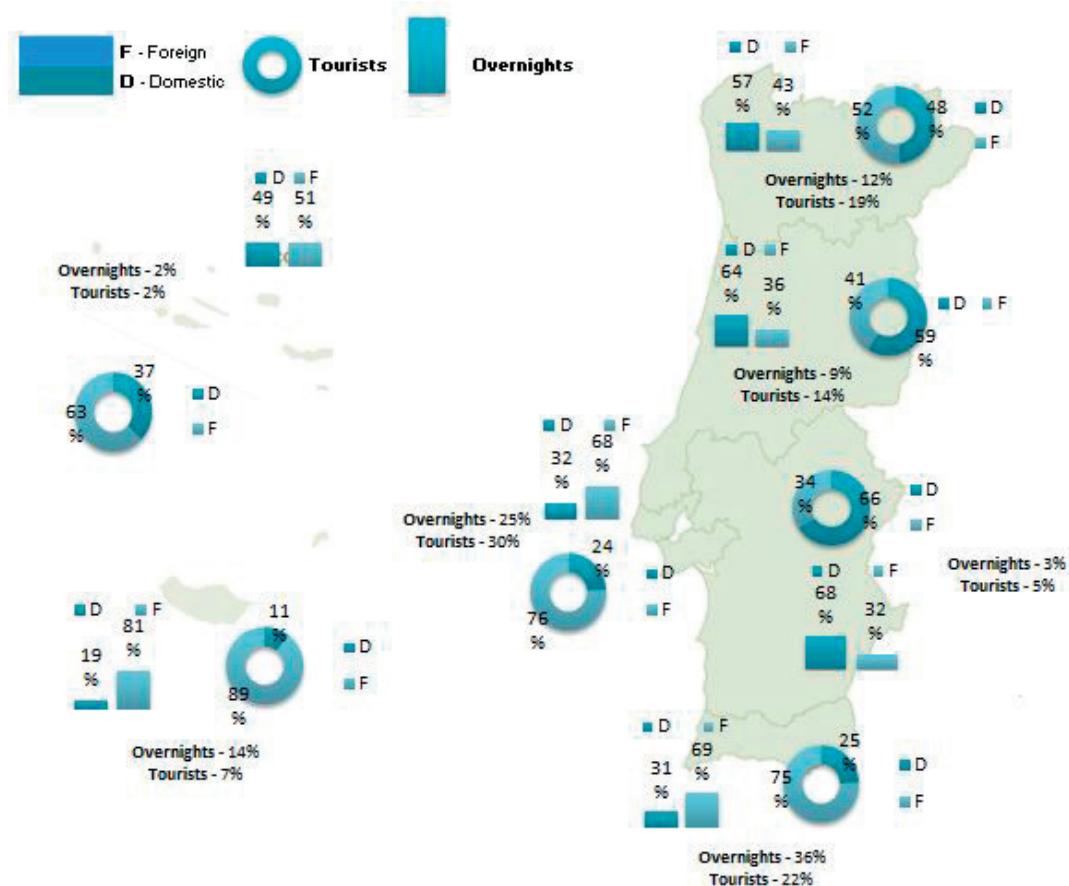 F - Foreign
D - Domestic
Tourists
Overnights
D F
57 % 43 %
52 % 48 %
D
F
Overnights - 12%
Tourists - 19%
D F
49 % 51 %
Overnights - 2%
Tourists - 2%
37 %
63 %
D
F
D F
64 % 36 %
41 %
59 %
D F
Overnights - 9%
Tourists - 14%
D F
32 % 68 %
Overnights - 25%
Tourists - 30%
24 %
76 %
D
F
34 % 66 %
D
F
Overnights - 3%
Tourists - 5%
D F
68 % 32 %
D F
19 % 81 %
11 %
89 %
D
F
Overnights - 14%
Tourists - 7%
D F
31 % 69 %
25 %
75 %
D
F
Overnights - 36%
Tourists - 22%